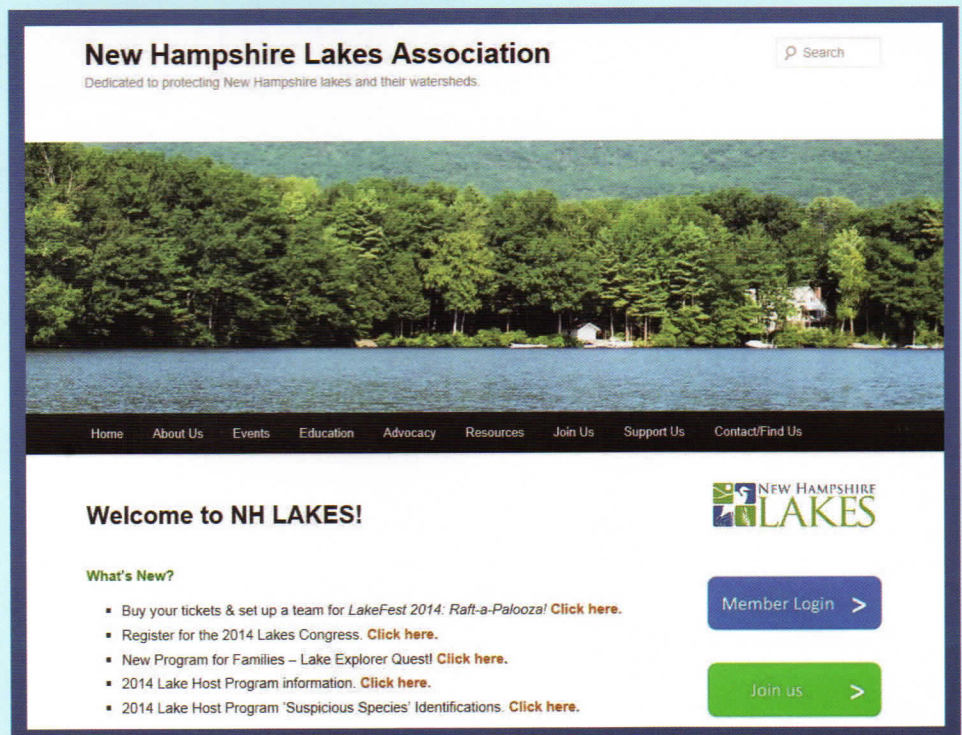 New Hampshire Lakes Association
Search
Dedicated to protecting New Hampshire lakes and their watersheds.
Home About Us Events Education Advocacy Resources Join Us Support Us Contact/Find Us
NEW HAMPSHIRE
LAKES
Welcome to NH LAKES!
What's New?
Buy your tickets & set up a team for LakeFest 2014: Raft-a-Palooza! Click here.
Register for the 2014 Lakes Congress. Click here.
New Program for Families – Lake Explorer Quest! Click here.
2014 Lake Host Program information. Click here.
2014 Lake Host Program 'Suspicious Species' Identifications. Click here.
Member Login >
Join us >